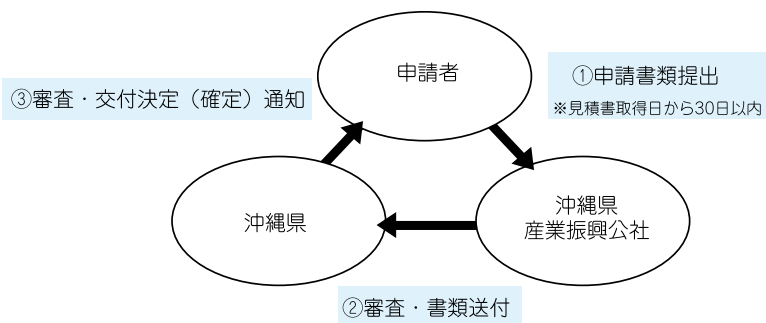 申請者
①申請書類提出
※見積書取得日から30日以内
③審査・交付決定（確定）通知
沖縄県
沖縄県
産業振興公社
②審査・書類送付